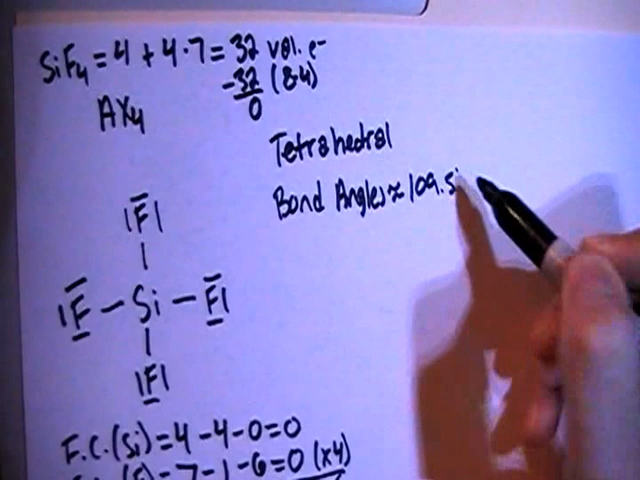 SiF4 = 4 + 4·7 = 32 val. e-
-32 (8·4)
0
AX4
Tetrahedral
Bond Angles ≈ 109.5
|F|
|F – Si – F|
|F|
F.C.(Si) = 4 - 4 - 0 = 0
(F) = 7 - 1 - 6 = 0 (x4)